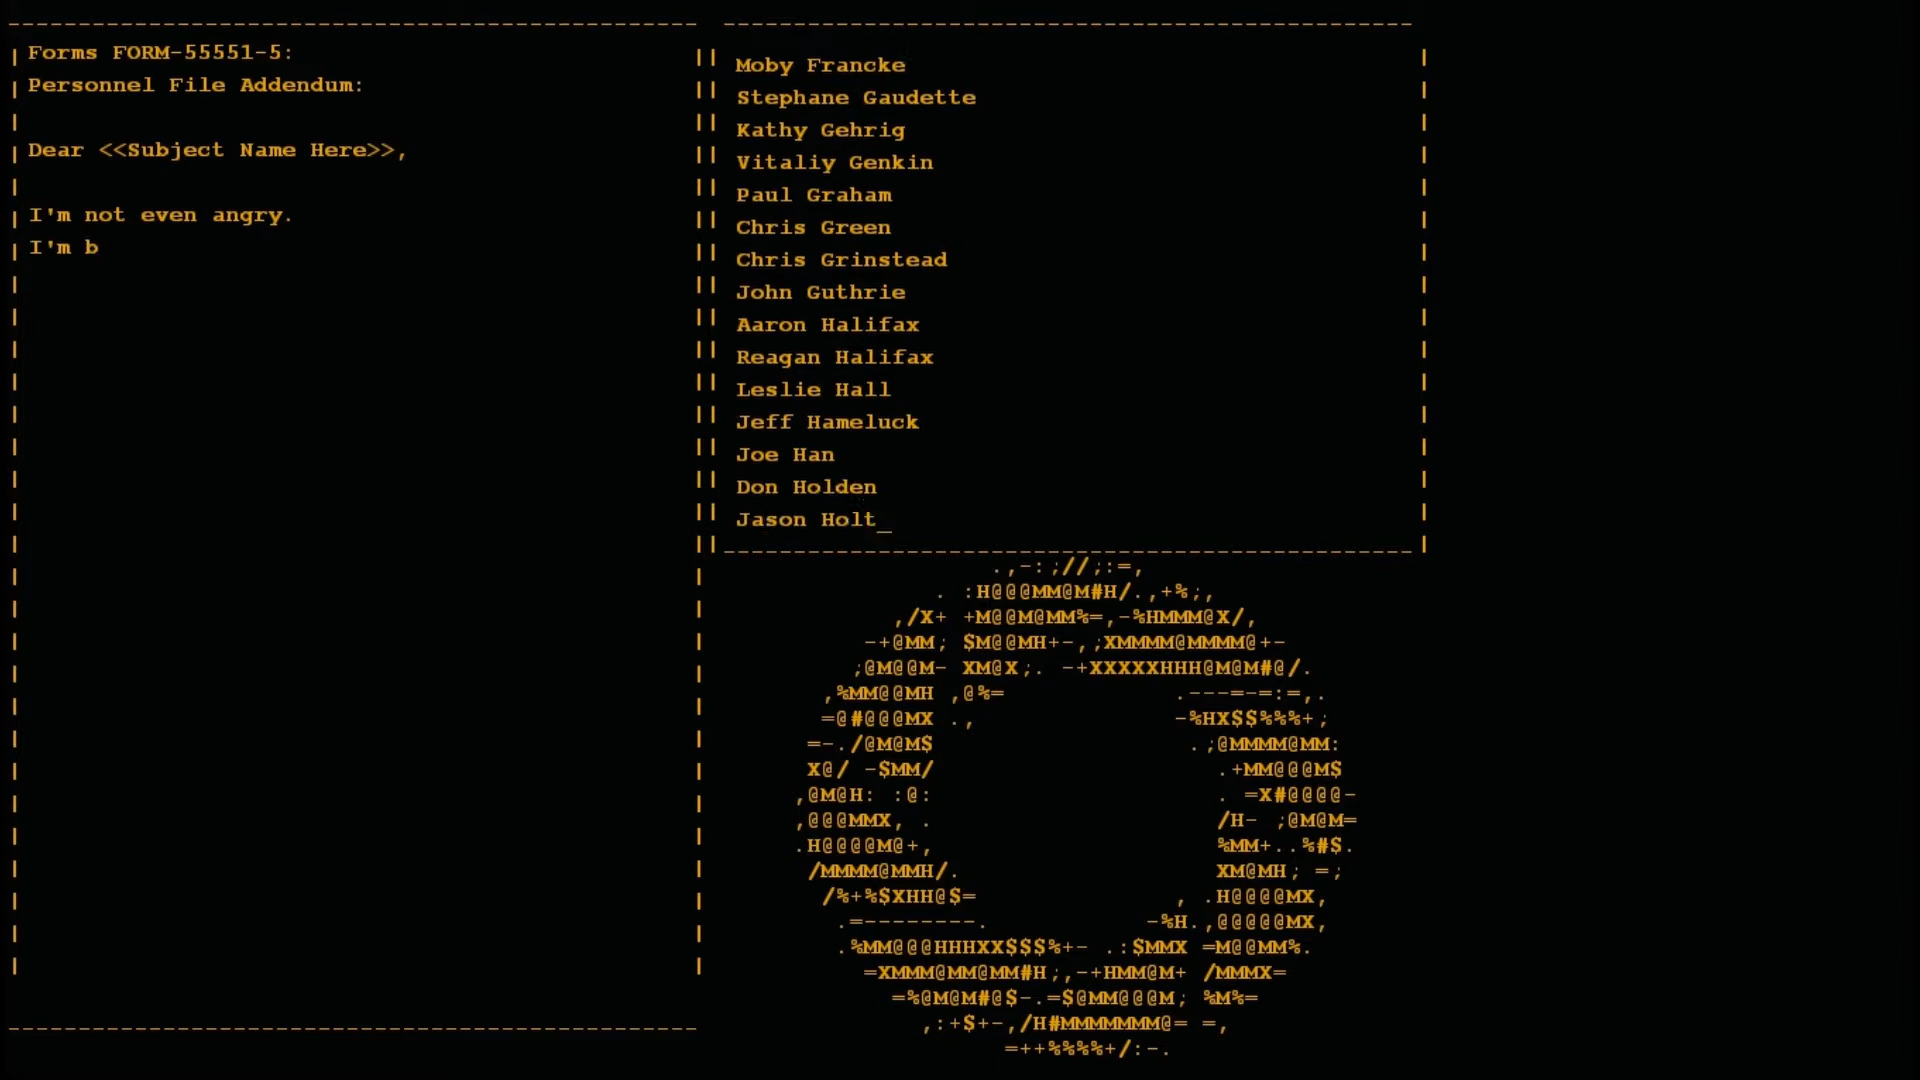 Forms FORM-55551-5:
Personnel File Addendum:
Dear <<Subject Name Here>>,
I'm not even angry.
I'm b
Moby Francke
Stephane Gaudette
Kathy Gehrig
Vitaliy Genkin
Paul Graham
Chris Green
Chris Grinstead
John Guthrie
Aaron Halifax
Reagan Halifax
Leslie Hall
Jeff Hameluck
Joe Han
Don Holden
Jason Holt_